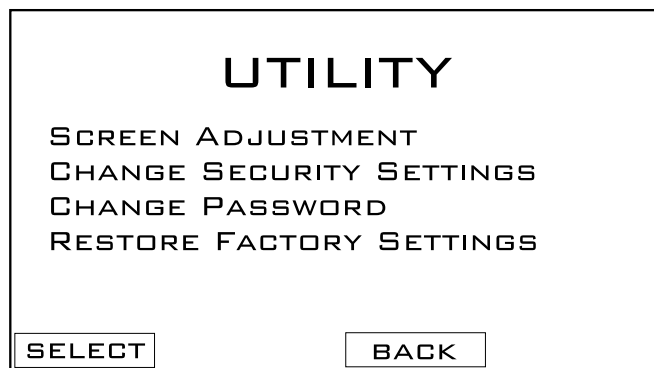 UTILITY
SCREEN ADJUSTMENT
CHANGE SECURITY SETTINGS
CHANGE PASSWORD
RESTORE FACTORY SETTINGS
SELECT BACK